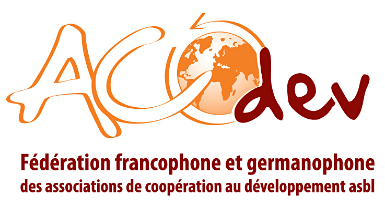 ACOdev
Fédération francophone et germanophone
des associations de coopération au développement asbl